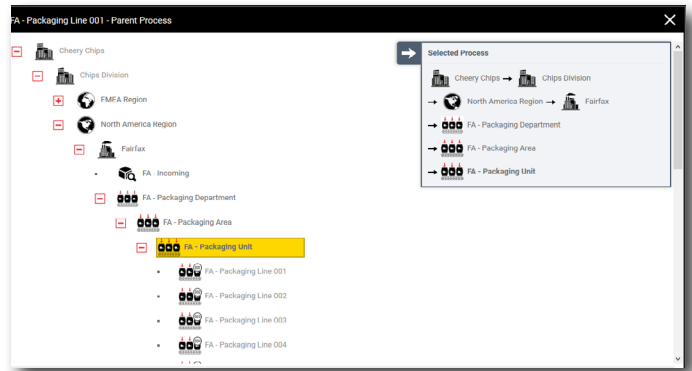 FA - Packaging Line 001 - Parent Process
Cheery Chips
Chips Division
EMEA Region
North America Region
Fairfax
FA - Incoming
FA - Packaging Department
FA - Packaging Area
FA - Packaging Unit
FA - Packaging Line 001
FA - Packaging Line 002
FA - Packaging Line 003
FA - Packaging Line 004
Selected Process
Cheery Chips → Chips Division
→ North America Region → Fairfax
→ FA - Packaging Department
→ FA - Packaging Area
→ FA - Packaging Unit